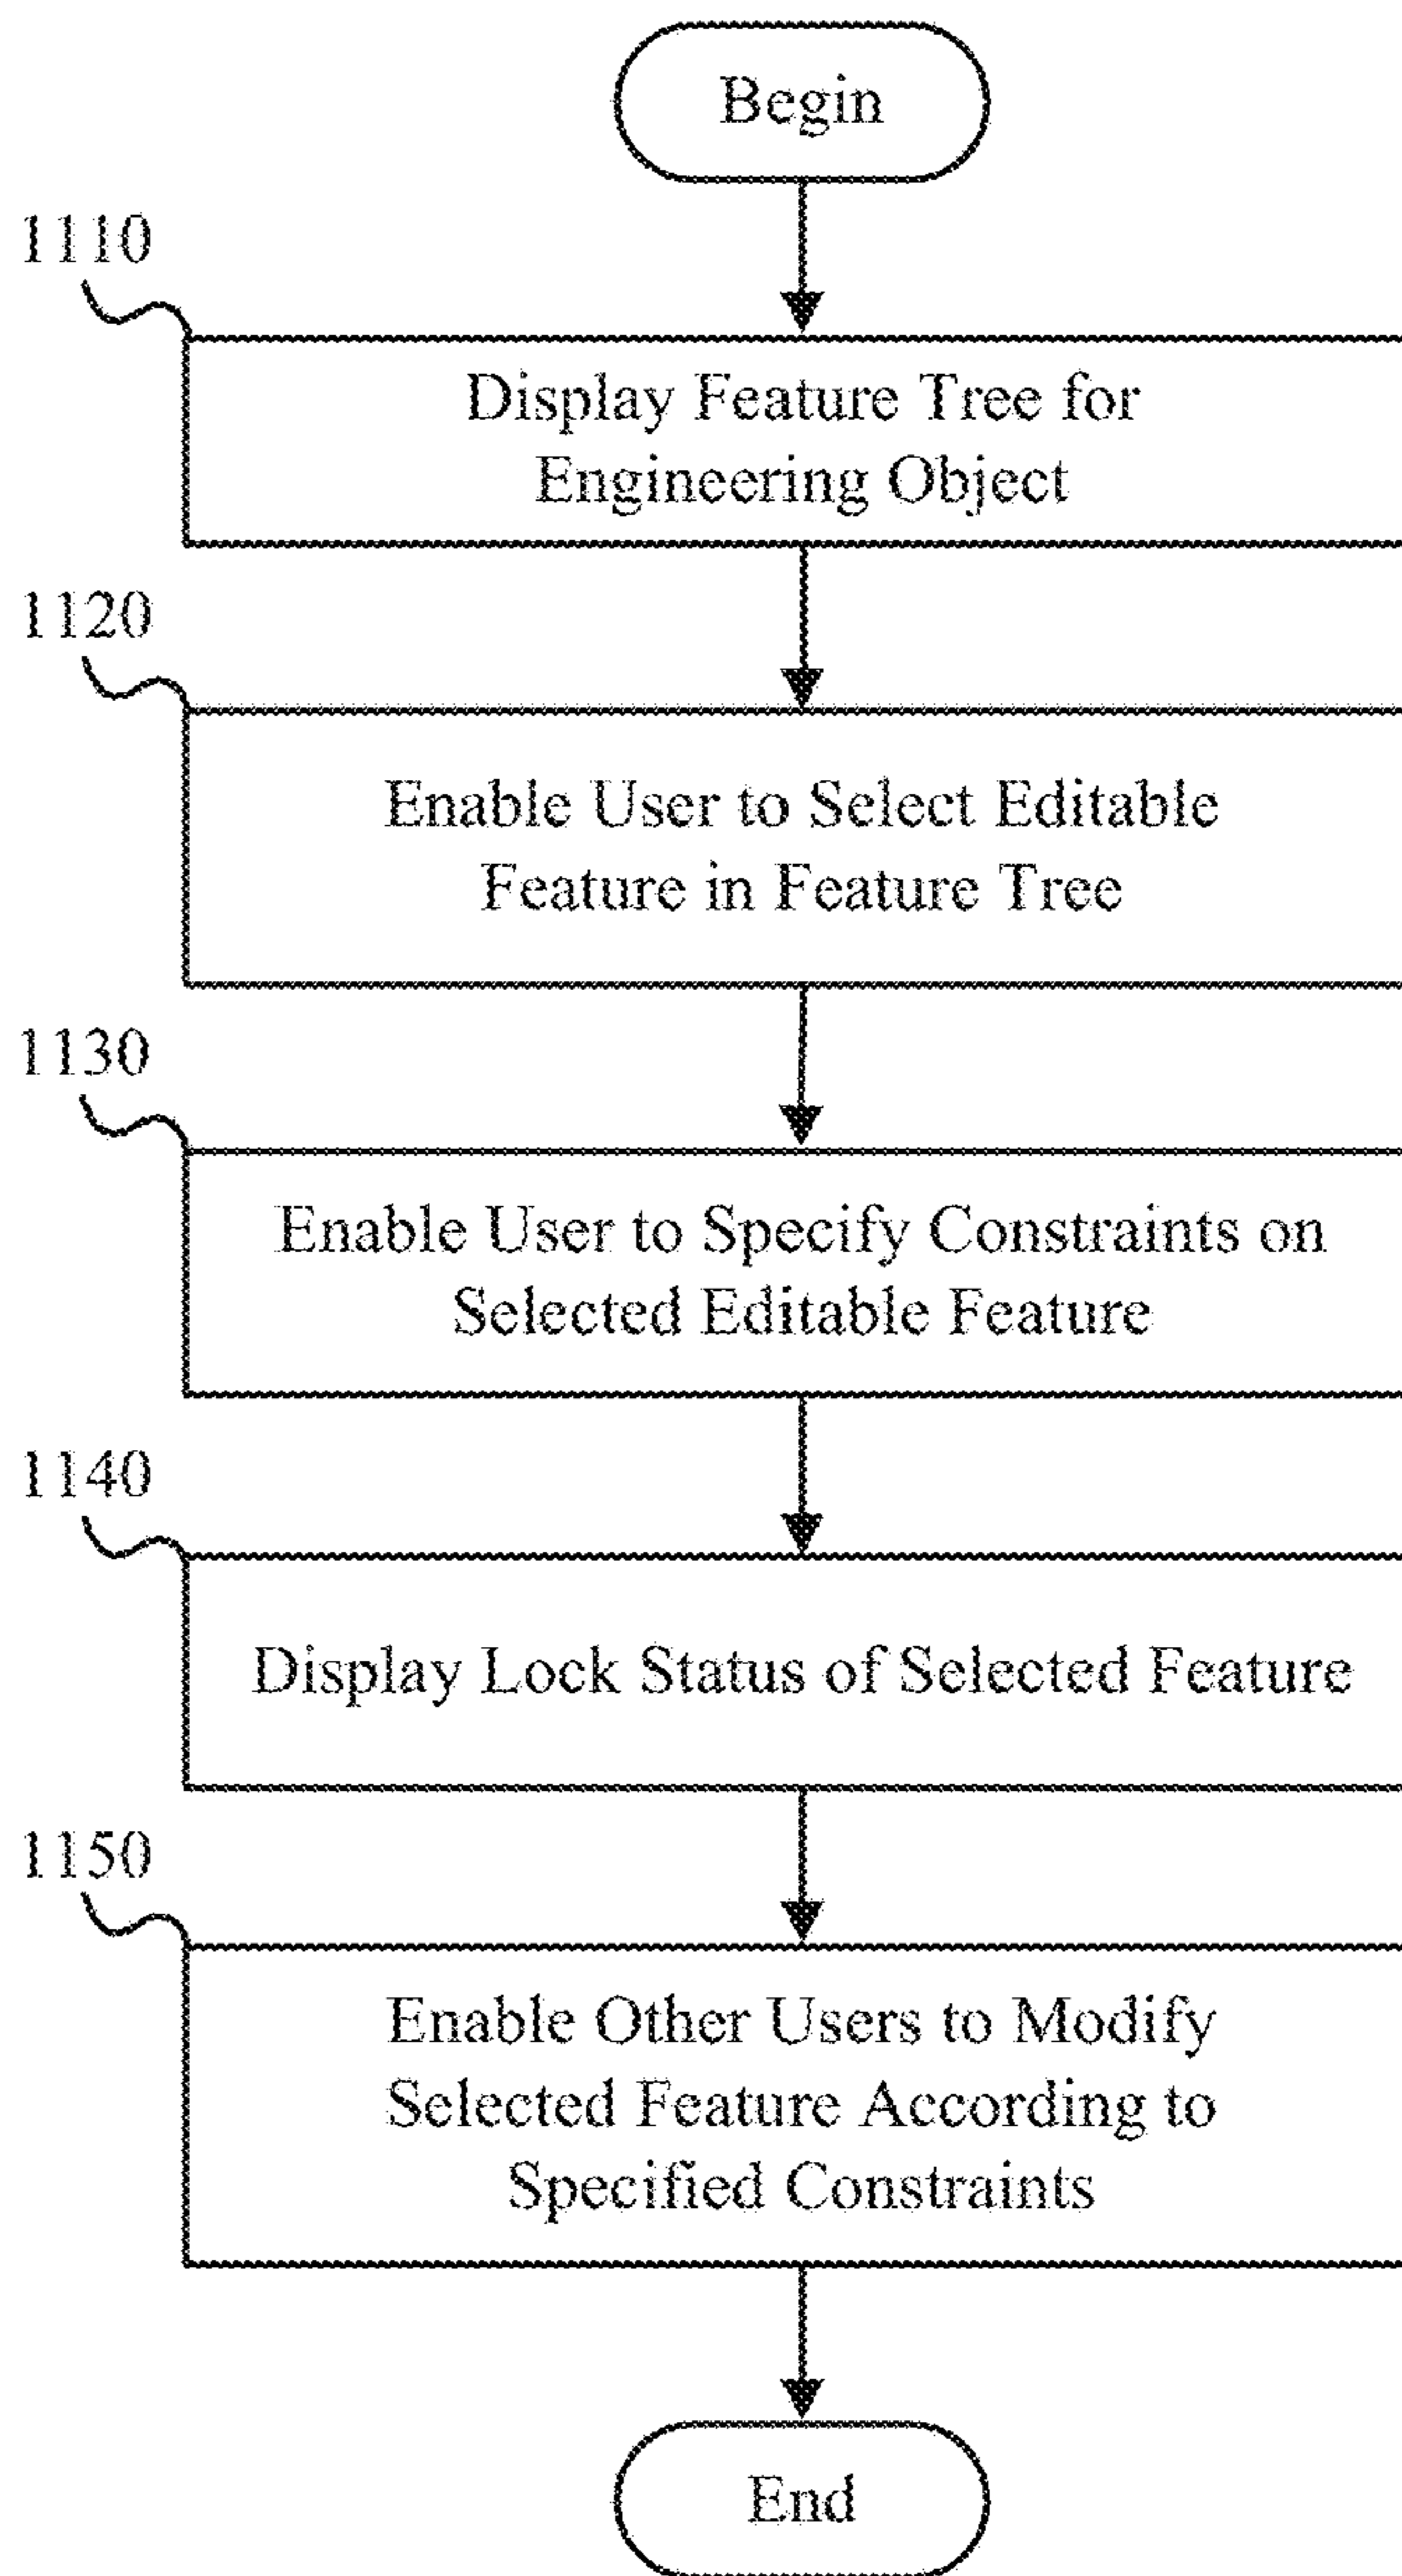 Begin
1110
Display Feature Tree for
Engineering Object
1120
Enable User to Select Editable
Feature in Feature Tree
1130
Enable User to Specify Constraints on
Selected Editable Feature
1140
Display Lock Status of Selected Feature
1150
Enable Other Users to Modify
Selected Feature According to
Specified Constraints
End